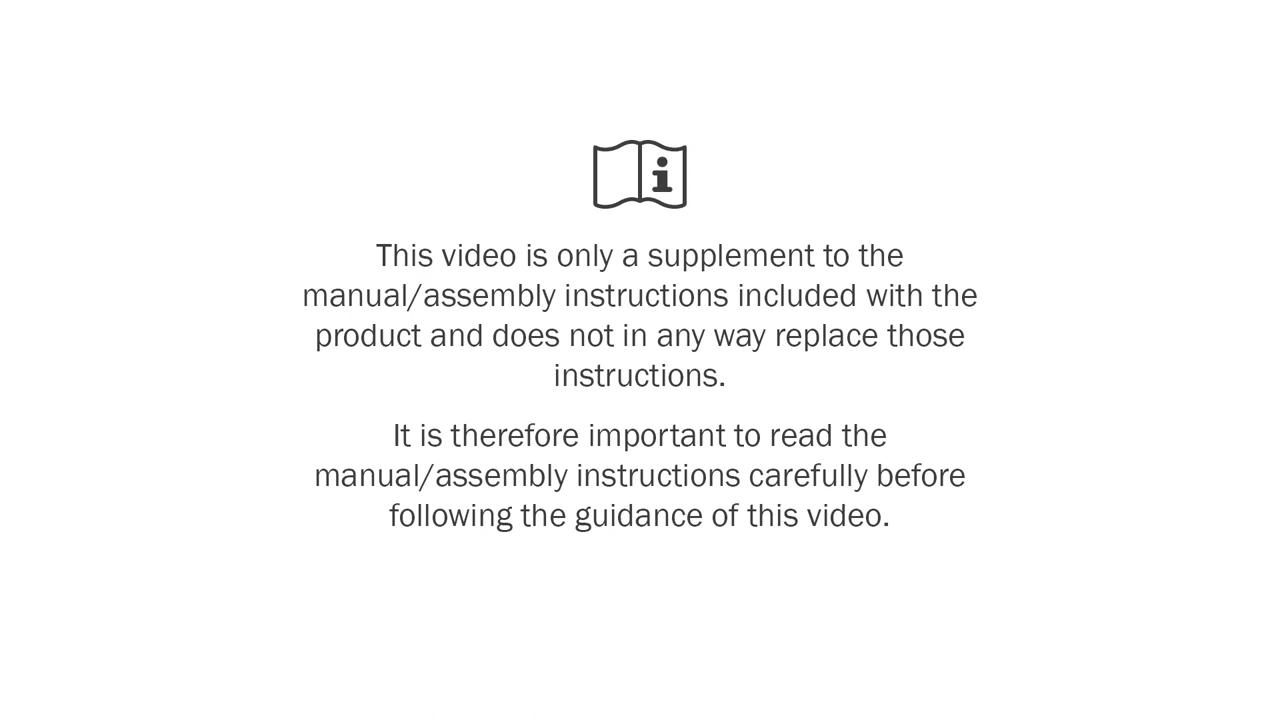 This video is only a supplement to the
manual/assembly instructions included with the
product and does not in any way replace those
instructions.
It is therefore important to read the
manual/assembly instructions carefully before
following the guidance of this video.